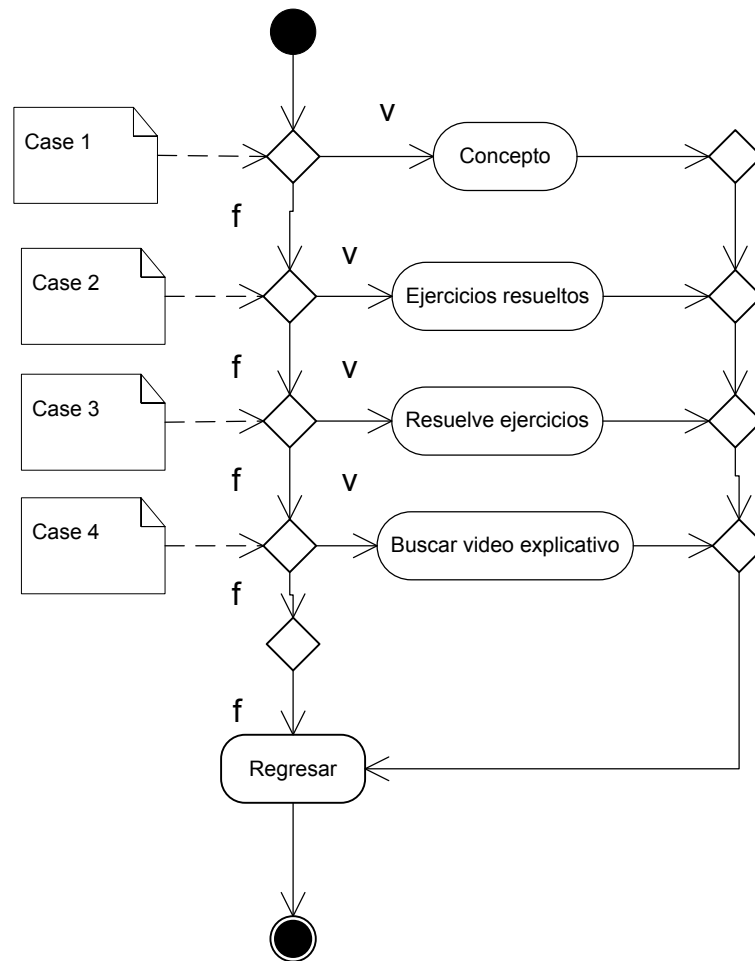 v
Case 1
Concepto
f
Case 2
v
Ejercicios resueltos
f
v
Case 3
Resuelve ejercicios
f
v
Case 4
Buscar video explicativo
f
f
Regresar